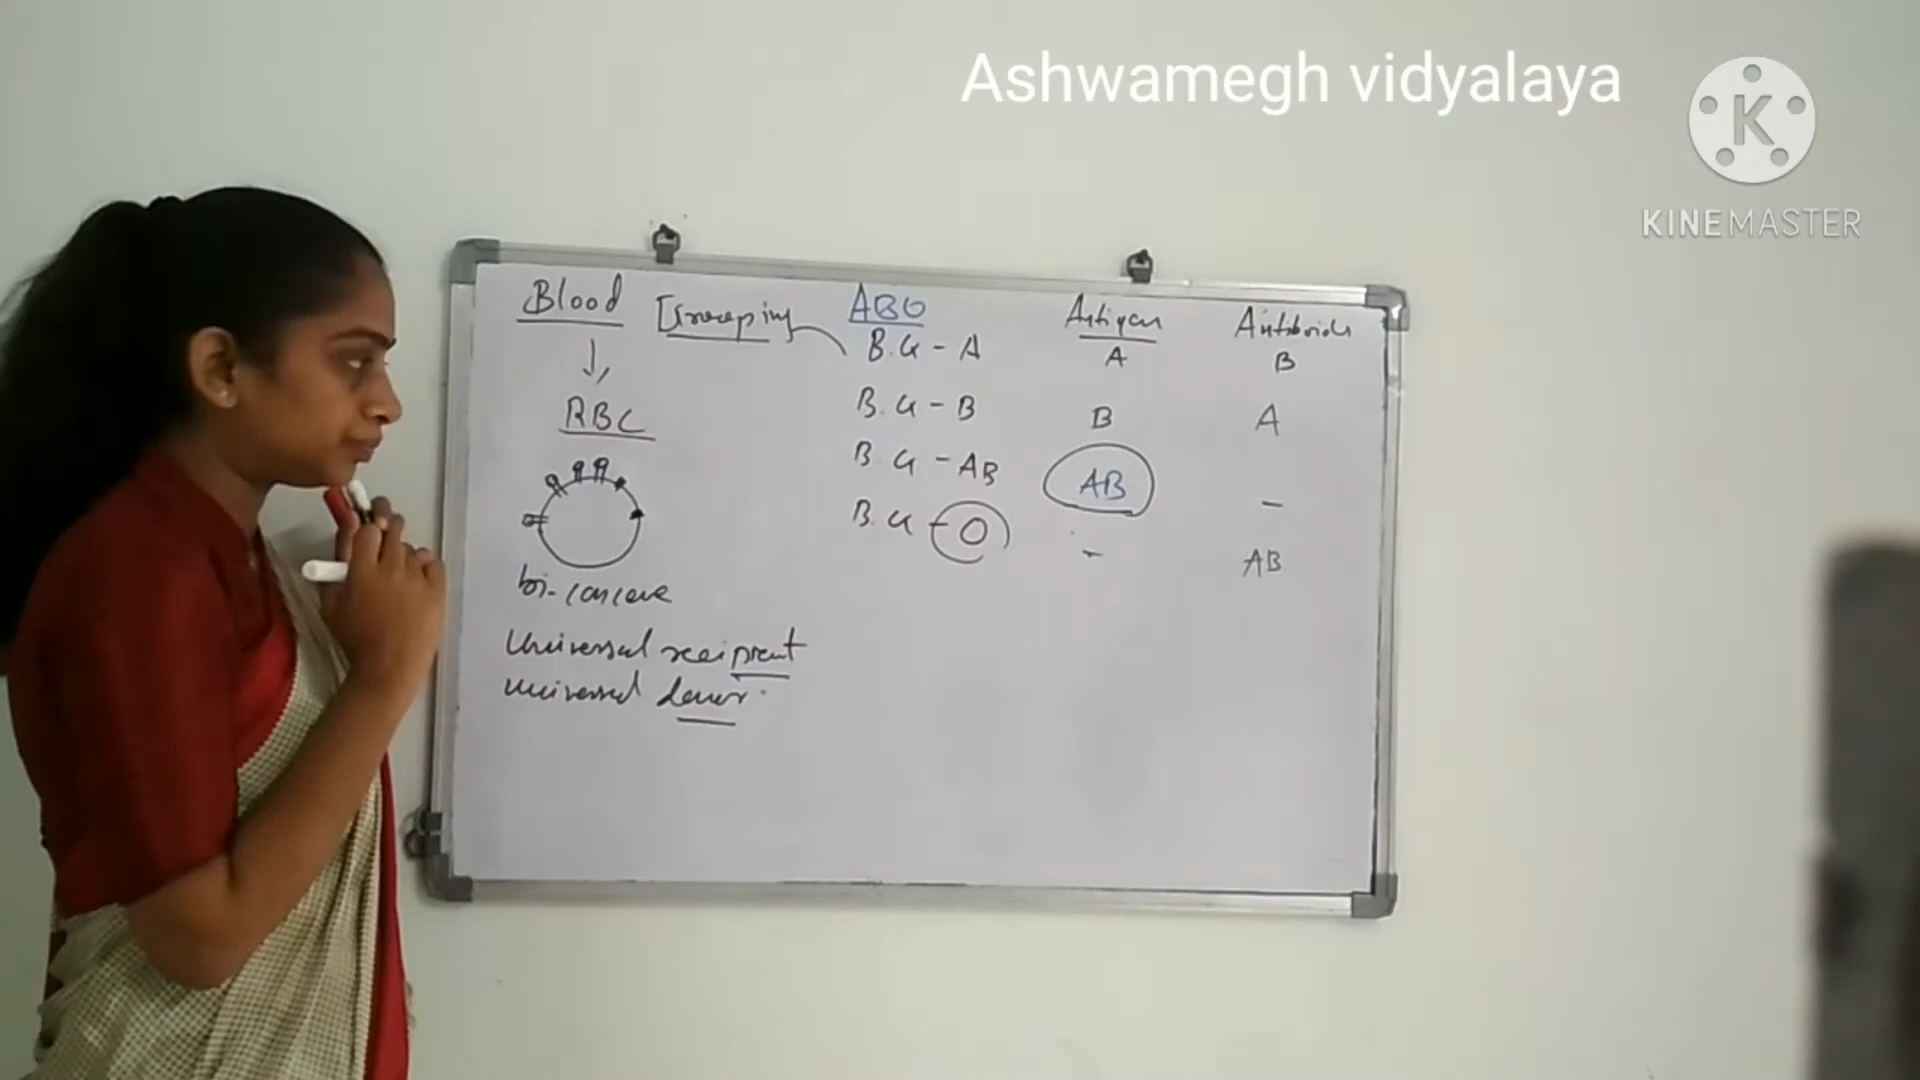 Ashwamegh vidyalaya
K
KINEMASTER
Blood Grouping ABO Antigen Antibodies
B.G - A A B
B.G - B B A
B.G - AB AB -
B.G - O - AB
RBC
bi-concave
Universal recipient
universal donor.